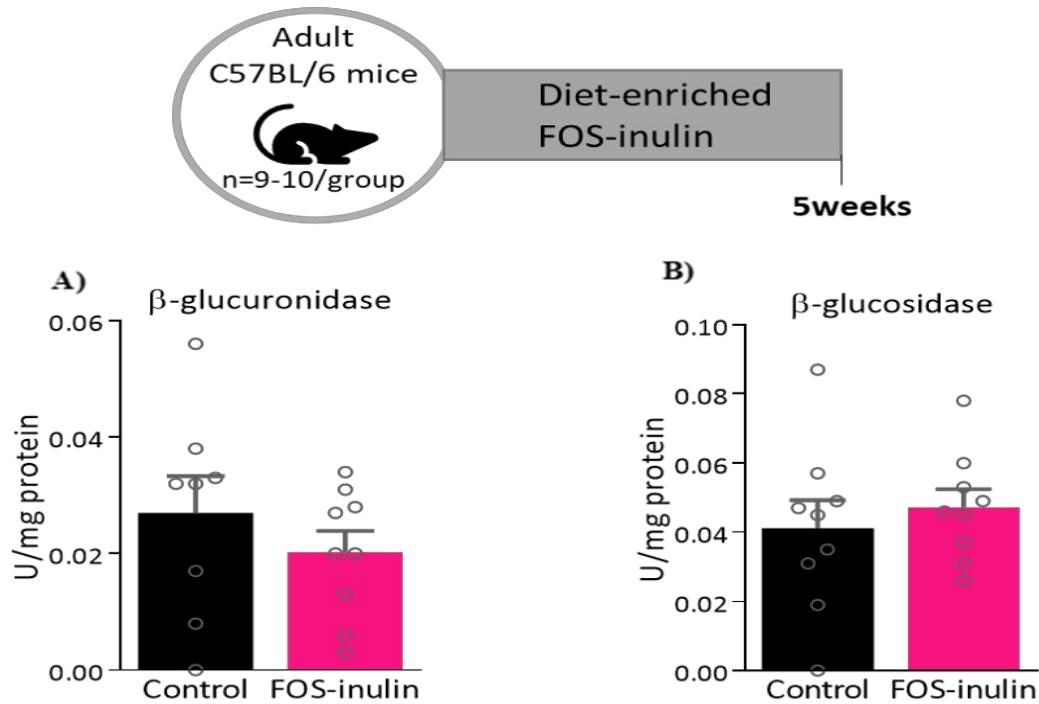 Adult
C57BL/6 mice
n=9-10/group
Diet-enriched
FOS-inulin
5weeks
A)
β-glucuronidase
U/mg protein
0.06
0.04
0.02
0.00
Control
FOS-inulin
B)
β-glucosidase
U/mg protein
0.10
0.08
0.06
0.04
0.02
0.00
Control
FOS-inulin